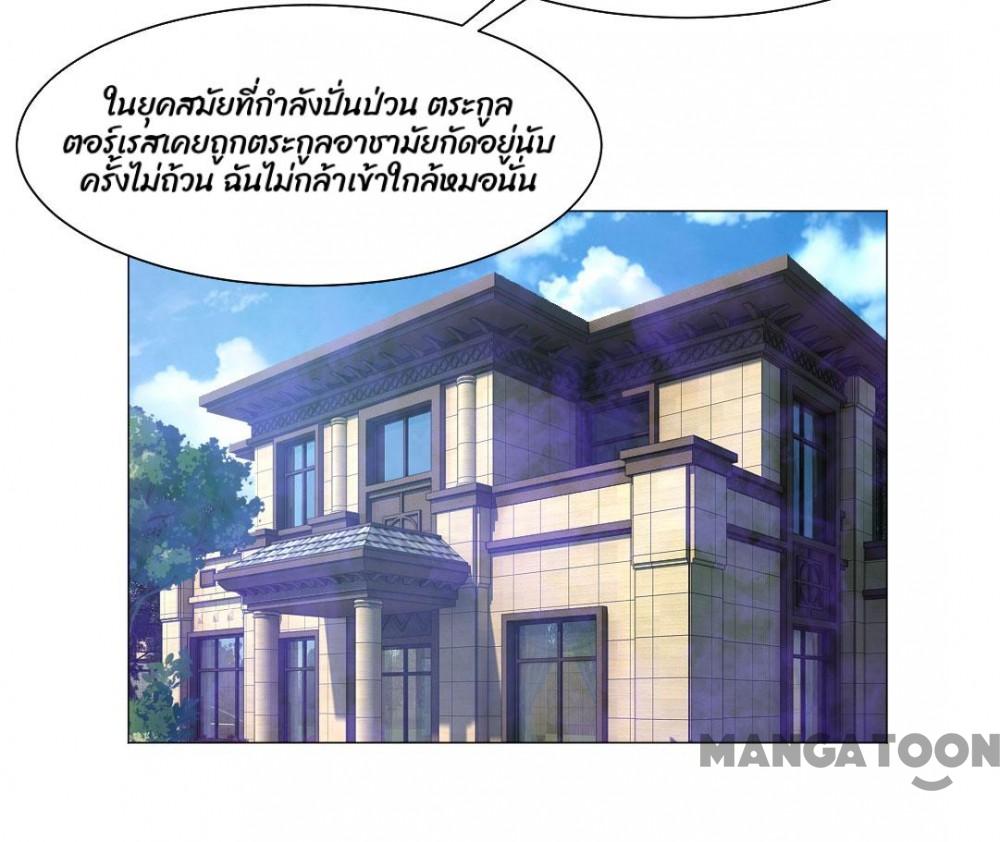 ในยุคสมัยที่กำลังปั่นป่วน ตระกูล
ตอร์เรสเคยถูกตระกูลอาชามัยกัดอยู่นับ
ครั้งไม่ถ้วน ฉันไม่กล้าเข้าใกล้หมอนั่น
MANGATOON